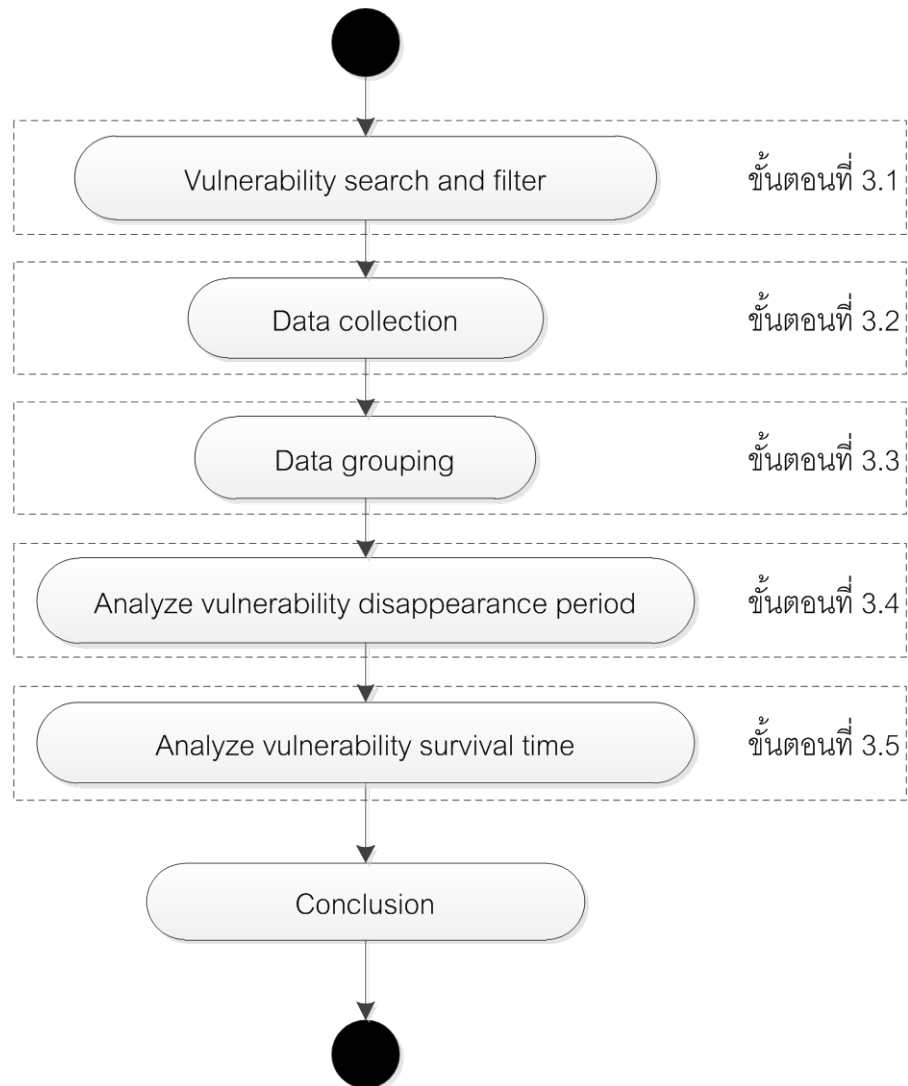 Vulnerability search and filter
ขั้นตอนที่ 3.1
Data collection
ขั้นตอนที่ 3.2
Data grouping
ขั้นตอนที่ 3.3
Analyze vulnerability disappearance period
ขั้นตอนที่ 3.4
Analyze vulnerability survival time
ขั้นตอนที่ 3.5
Conclusion